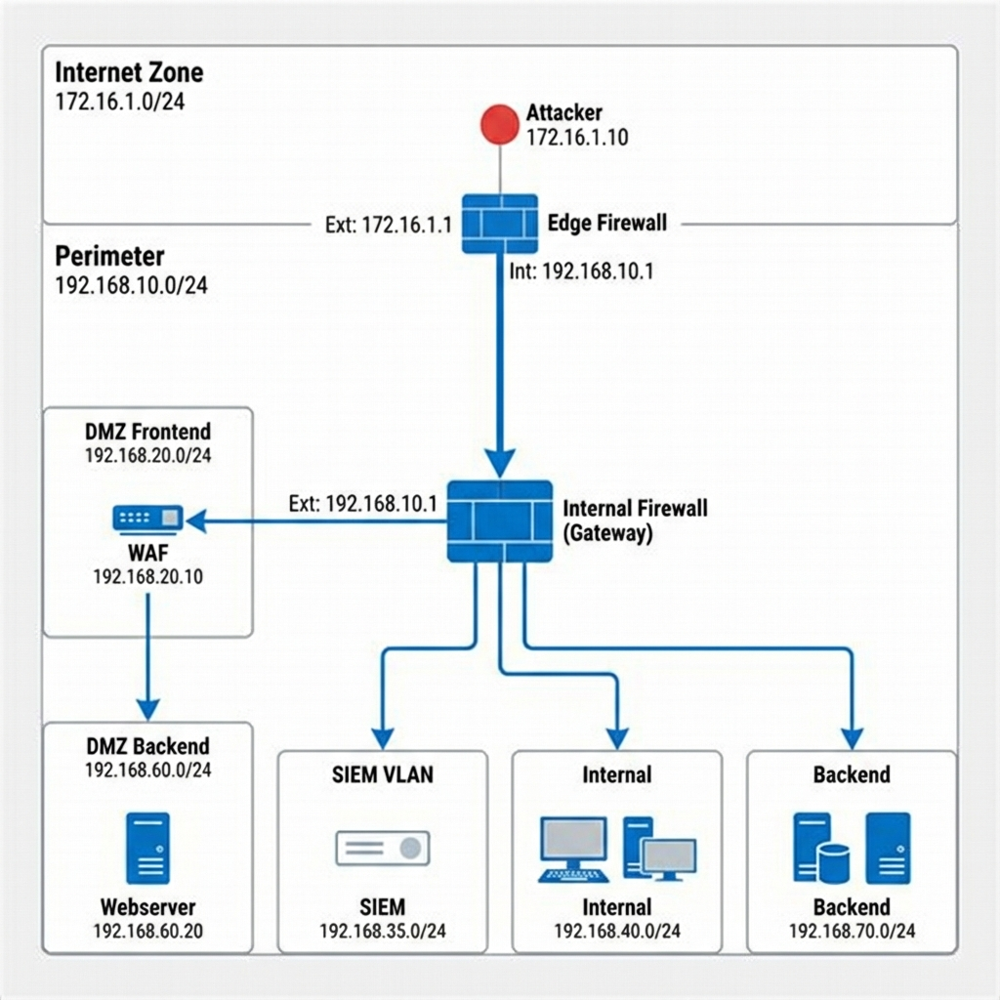 Internet Zone
172.16.1.0/24
Attacker
172.16.1.10
Ext: 172.16.1.1
Edge Firewall
Int: 192.168.10.1
Perimeter
192.168.10.0/24
DMZ Frontend
192.168.20.0/24
WAF
192.168.20.10
Ext: 192.168.10.1
Internal Firewall
(Gateway)
DMZ Backend
192.168.60.0/24
Webserver
192.168.60.20
SIEM VLAN
SIEM
192.168.35.0/24
Internal
Internal
192.168.40.0/24
Backend
Backend
192.168.70.0/24